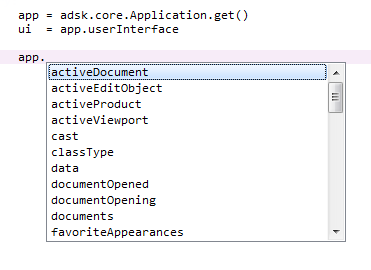 app = adsk.core.Application.get()
ui  = app.userInterface
app.
activeDocument
activeEditObject
activeProduct
activeViewport
cast
classType
data
documentOpened
documentOpening
documents
favoriteAppearances